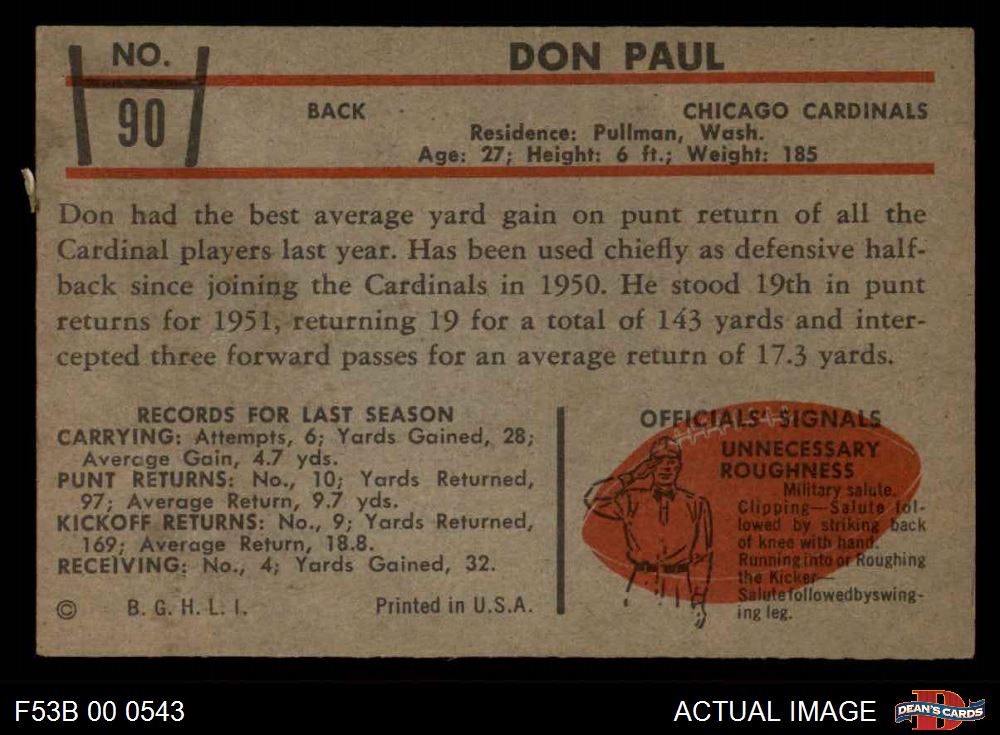 NO.
90
DON PAUL
BACK
CHICAGO CARDINALS
Residence: Pullman, Wash.
Age: 27; Height: 6 ft.; Weight: 185
Don had the best average yard gain on punt return of all the
Cardinal players last year. Has been used chiefly as defensive half-
back since joining the Cardinals in 1950. He stood 19th in punt
returns for 1951, returning 19 for a total of 143 yards and inter-
cepted three forward passes for an average return of 17.3 yards.
RECORDS FOR LAST SEASON
CARRYING: Attempts, 6; Yards Gained, 28;
Average Gain, 4.7 yds.
PUNT RETURNS: No., 10; Yards Returned,
97; Average Return, 9.7 yds.
KICKOFF RETURNS: No., 9; Yards Returned,
169; Average Return, 18.8.
RECEIVING: No., 4; Yards Gained, 32.
© B. G. H. L. I. Printed in U.S.A.
OFFICIALS' SIGNALS
UNNECESSARY
ROUGHNESS
Military salute.
Clipping—Salute fol-
lowed by striking back
of knee with hand.
Running into or Roughing
the Kicker—
Salute followed by swing-
ing leg.
F53B 00 0543
ACTUAL IMAGE
DEAN'S CARDS